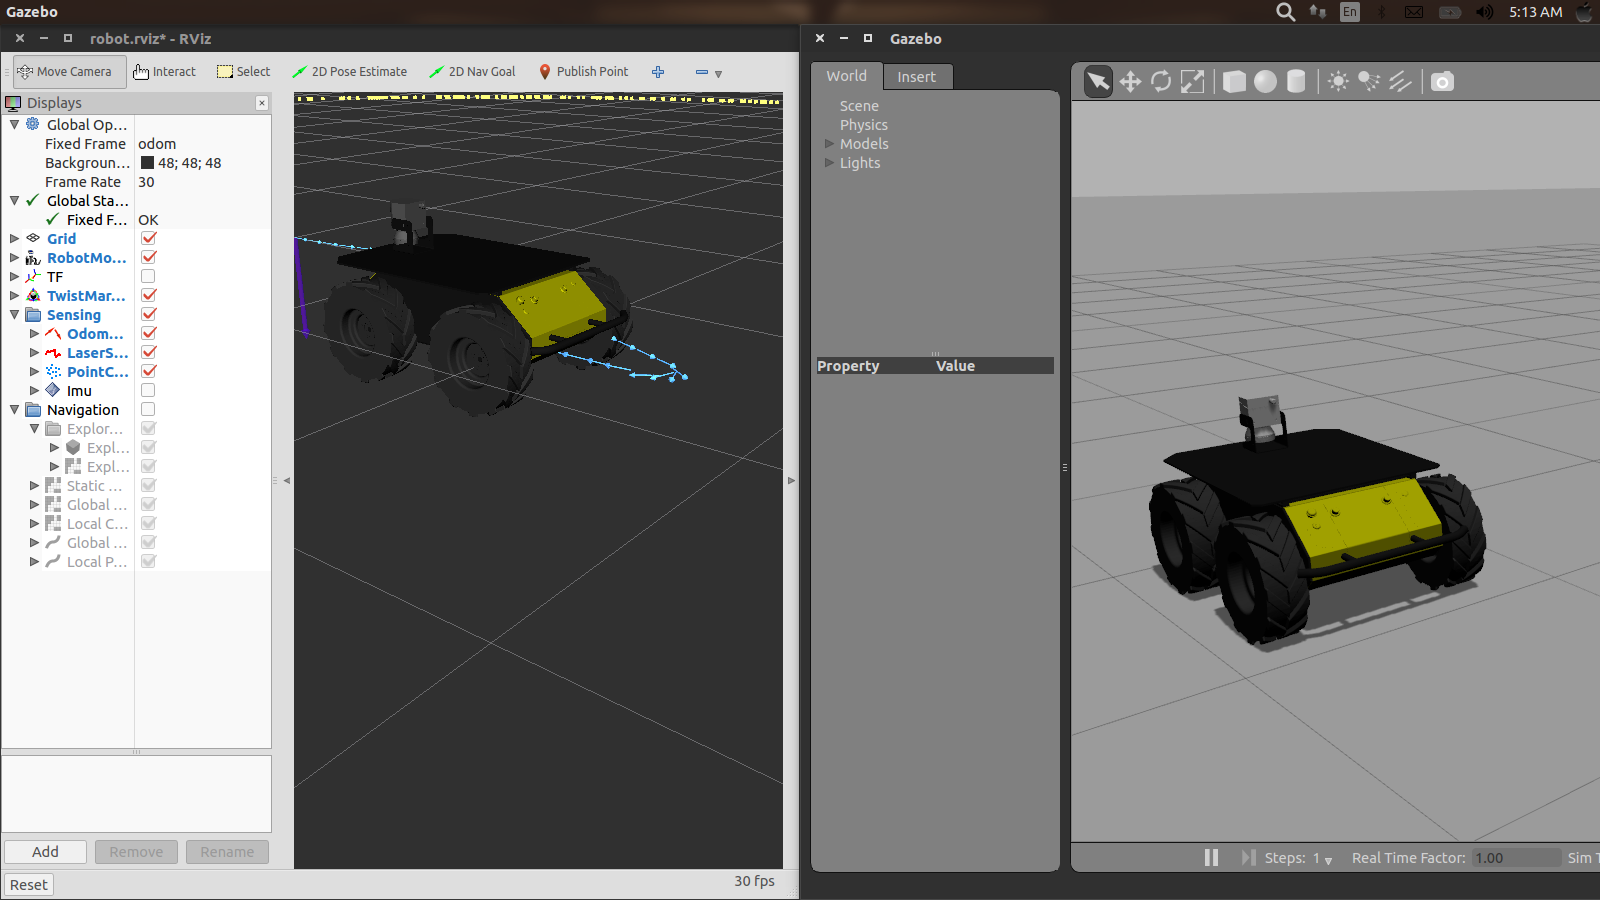 Gazebo
En
5:13 AM
robot.rviz* - RViz
Gazebo
Move Camera
Interact
Select
2D Pose Estimate
2D Nav Goal
Publish Point
Displays
Global Op...
Fixed Frame odom
Backgroun... 48; 48; 48
Frame Rate 30
Global Sta...
Fixed F... OK
Grid
RobotMo...
TF
TwistMar...
Sensing
Odom...
LaserS...
PointC...
Imu
Navigation
Explor...
Expl...
Expl...
Static ...
Global ...
Local C...
Global ...
Local P...
Add
Remove
Rename
Reset
30 fps
World
Insert
Scene
Physics
Models
Lights
Property Value
Steps: 1
Real Time Factor: 1.00
Sim T